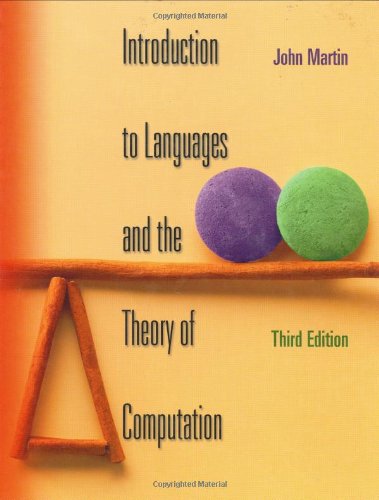 Copyrighted Material
Introduction
John Martin
to Languages
and the
Theory of
Third Edition
Computation
Copyrighted Material